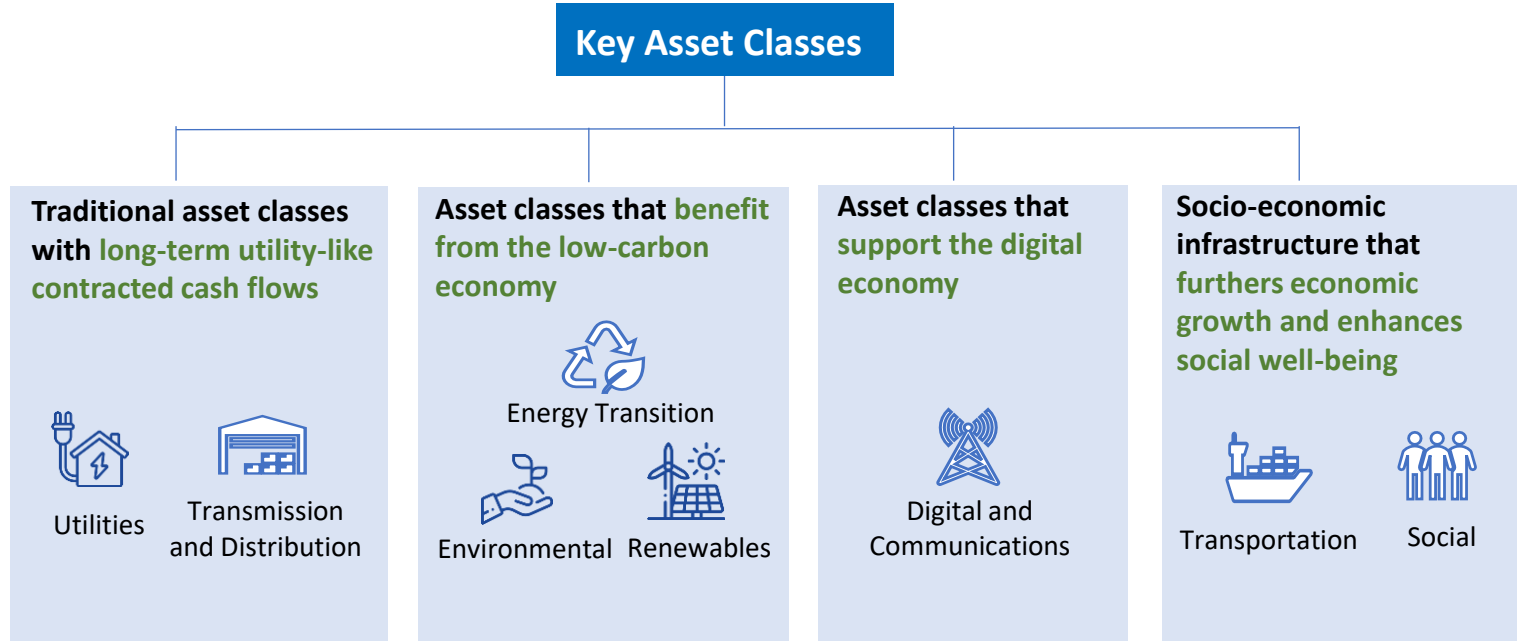 Key Asset Classes
Traditional asset classes
with long-term utility-like
contracted cash flows
Utilities
Transmission
and Distribution
Asset classes that benefit
from the low-carbon
economy
Energy Transition
Environmental
Renewables
Asset classes that
support the digital
economy
Digital and
Communications
Socio-economic
infrastructure that
furthers economic
growth and enhances
social well-being
Transportation
Social